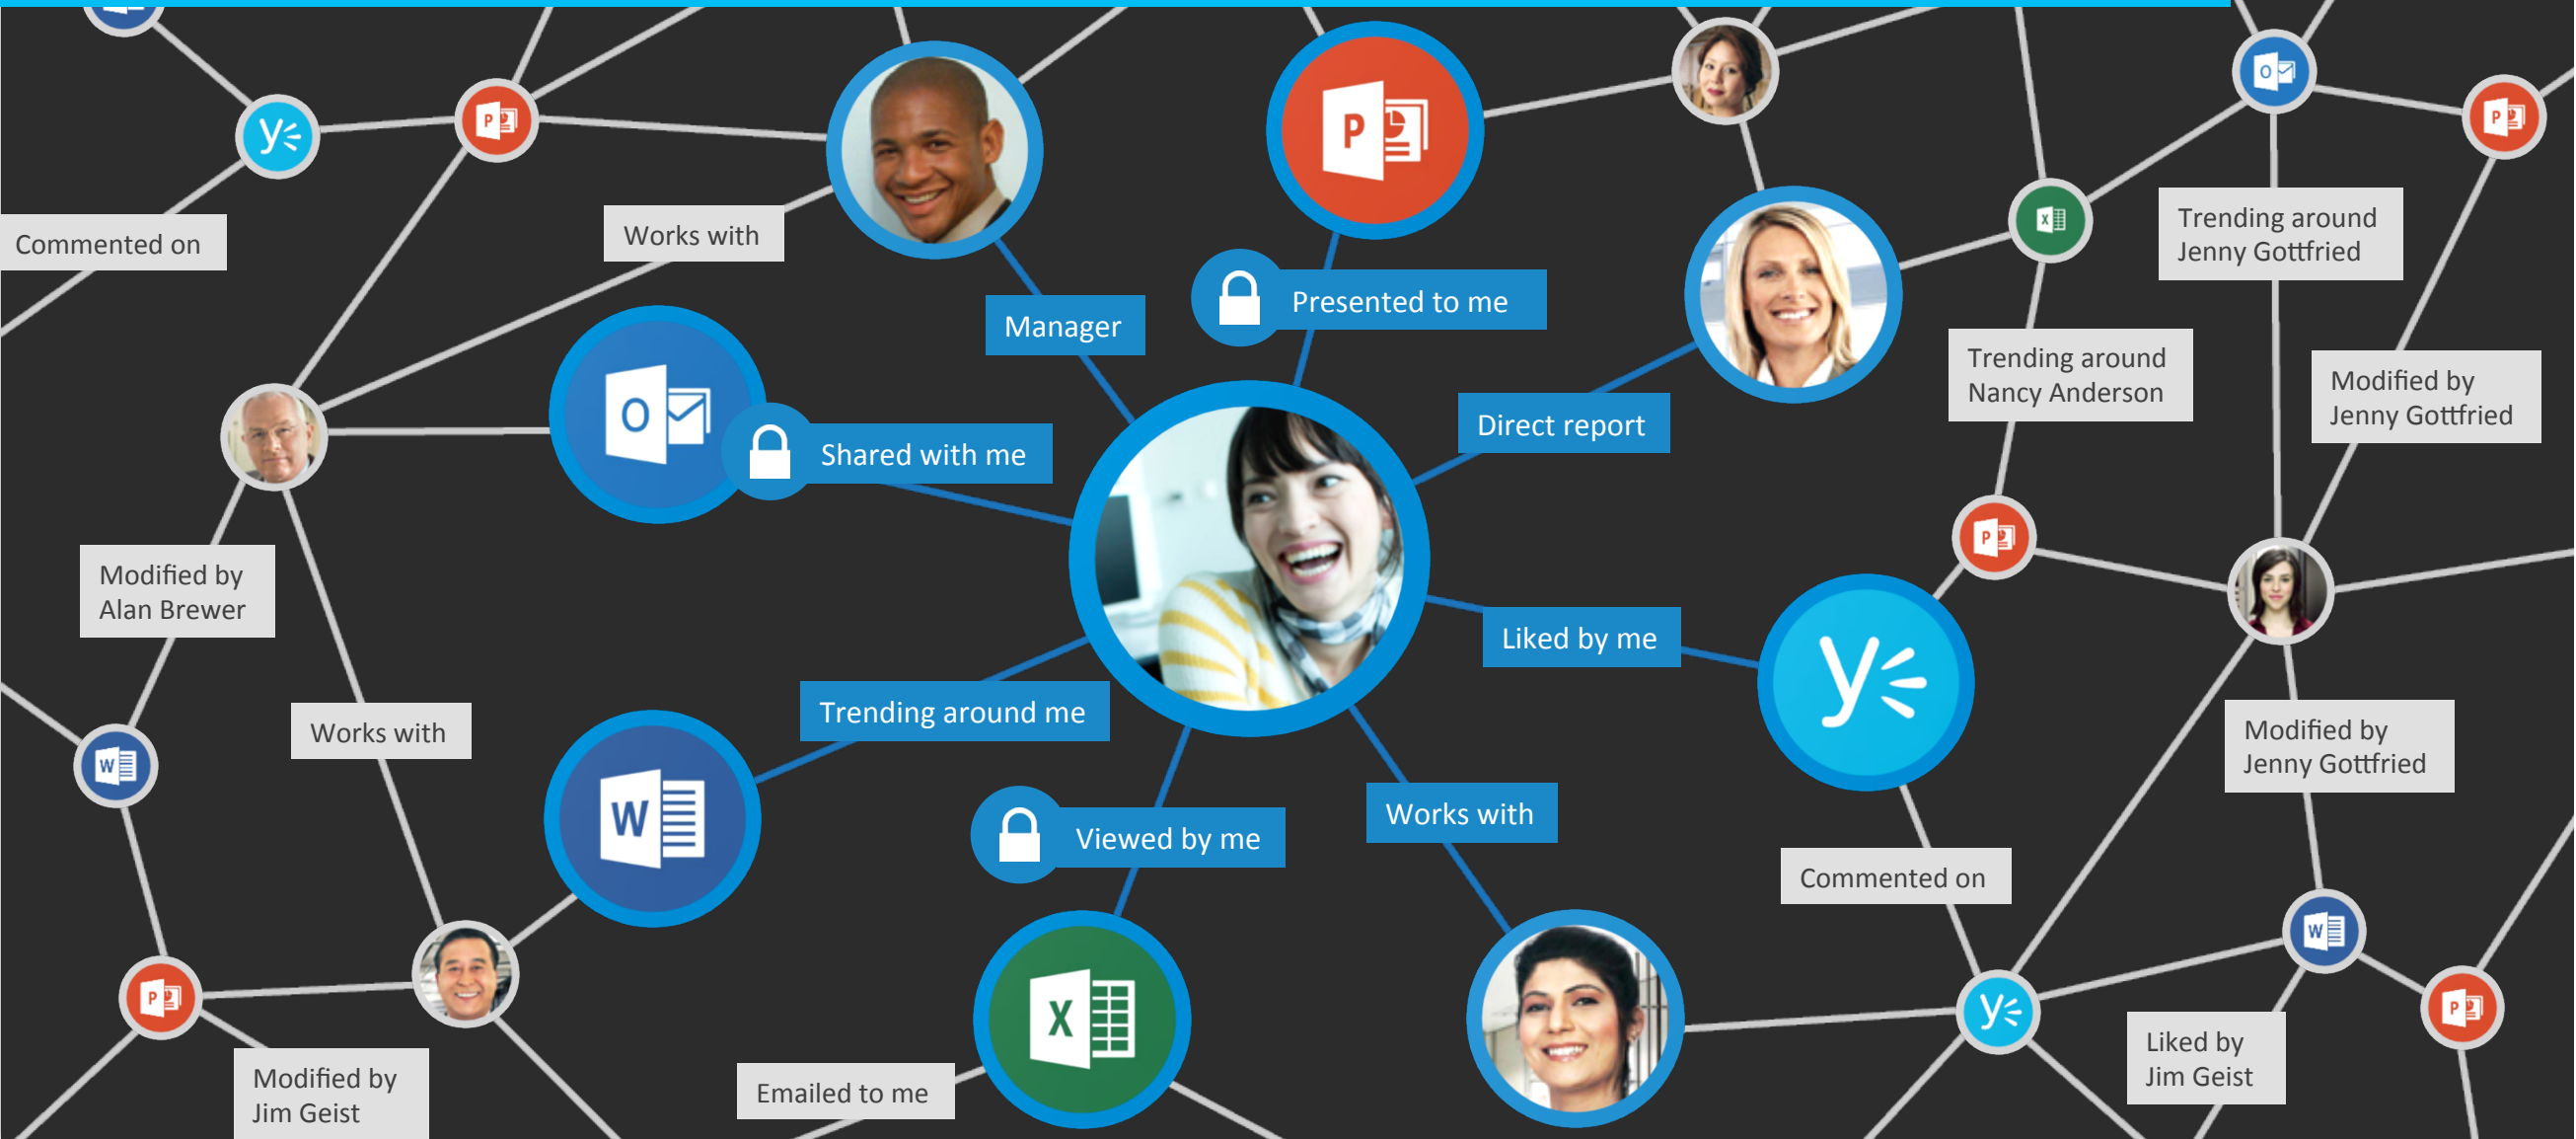 Commented on
Works with
Manager
Presented to me
Trending around
Jenny Gottfried
Trending around
Nancy Anderson
Modified by
Jenny Gottfried
Direct report
Shared with me
Modified by
Alan Brewer
Liked by me
Works with
Trending around me
Modified by
Jenny Gottfried
Viewed by me
Works with
Commented on
Modified by
Jim Geist
Emailed to me
Liked by
Jim Geist
P
P
O
P
X
O
P
W
W
W
X
P
P